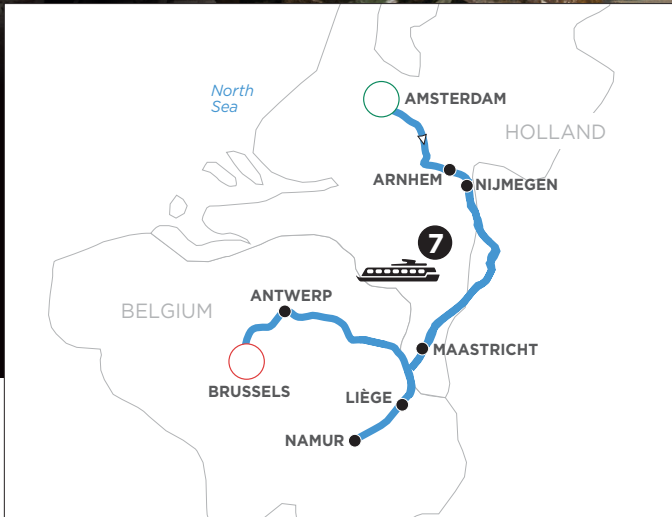 North
Sea
AMSTERDAM
HOLLAND
ARNHEM
NIJMEGEN
7
ANTWERP
BELGIUM
MAASTRICHT
BRUSSELS
LIÈGE
NAMUR